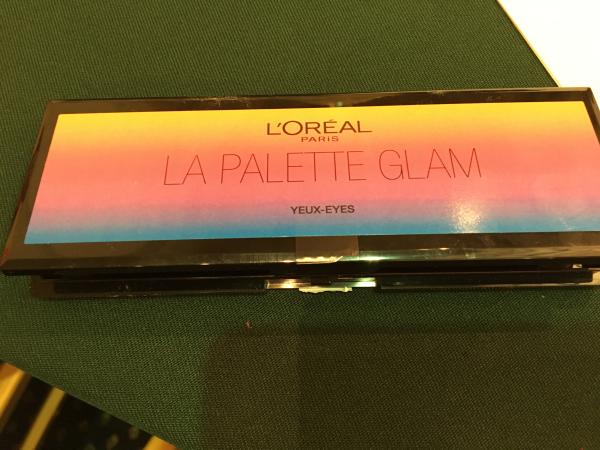 L'ORÉAL
PARIS
LA PALETTE GLAM
YEUX-EYES